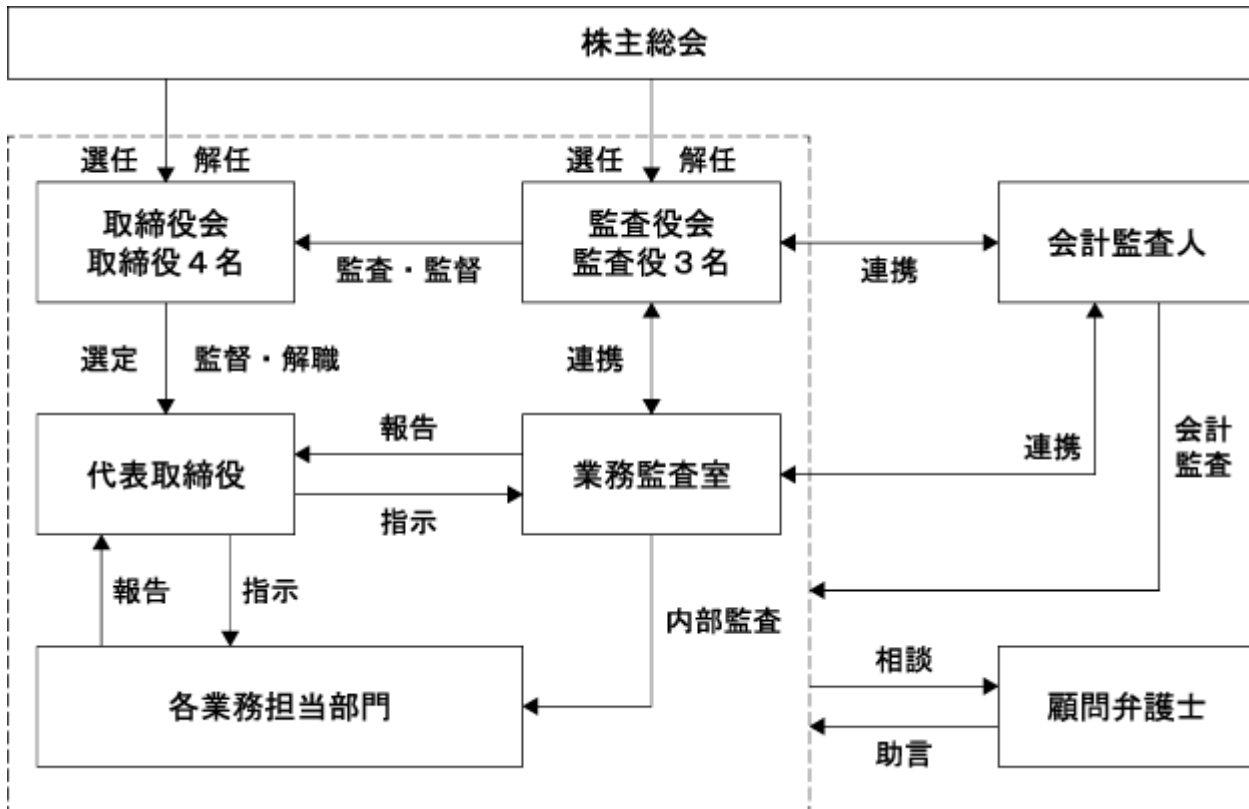 株主総会
選任 解任
選任 解任
取締役会
取締役4名
監査・監督
監査役会
監査役3名
連携
会計監査人
選定 監督・解職
連携
代表取締役
報告
指示
業務監査室
連携
会計
監査
報告
指示
内部監査
各業務担当部門
相談
助言
顧問弁護士